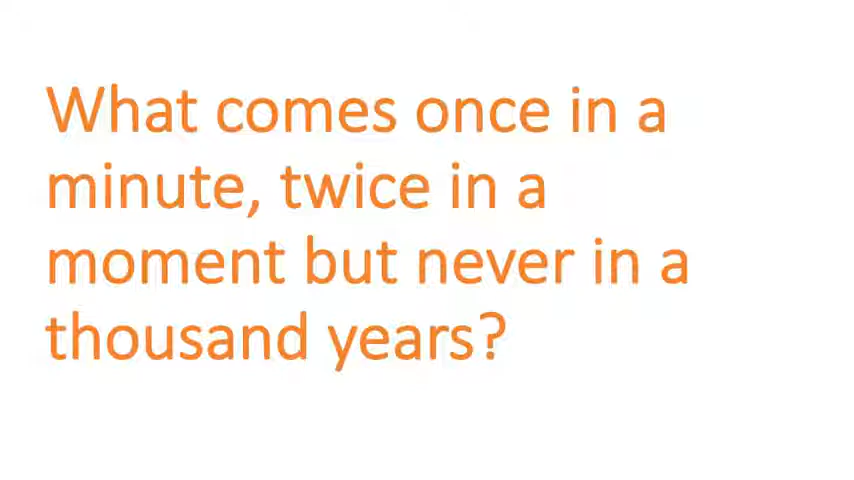 What comes once in a
minute, twice in a
moment but never in a
thousand years?